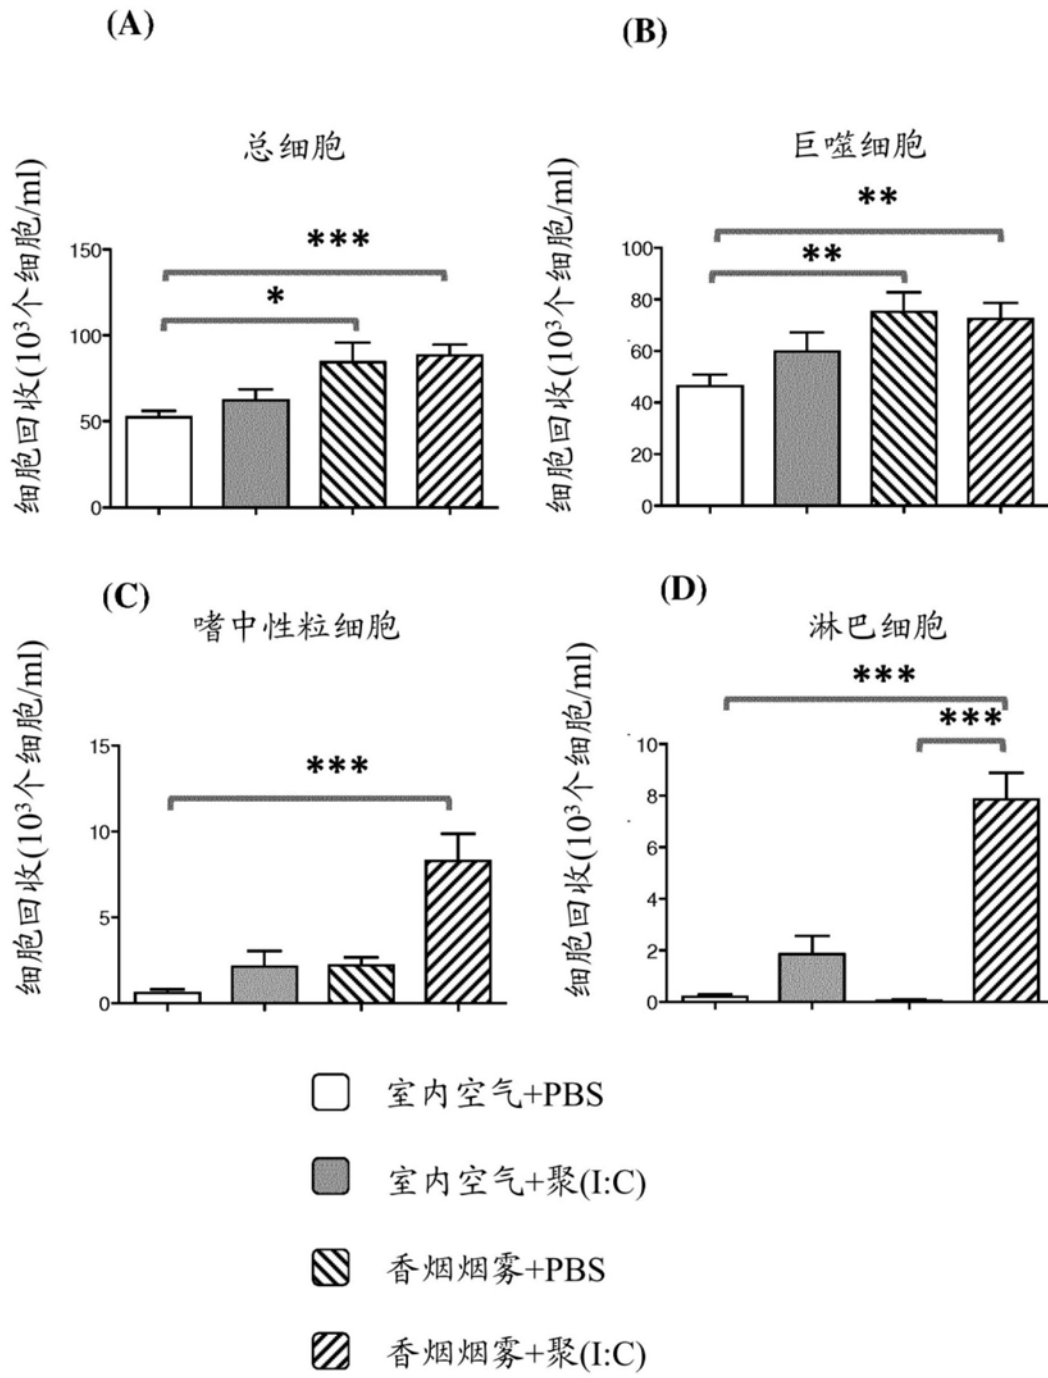 (A)
总细胞
细胞回收(10³个细胞/ml)
***
*
150
100
50
0
(B)
巨噬细胞
细胞回收(10³个细胞/ml)
**
**
100
80
60
40
20
0
(C)
嗜中性粒细胞
细胞回收(10³个细胞/ml)
***
15
10
5
0
(D)
淋巴细胞
细胞回收(10³个细胞/ml)
***
***
10
8
6
4
2
0
室内空气+PBS
室内空气+聚(I:C)
香烟烟雾+PBS
香烟烟雾+聚(I:C)